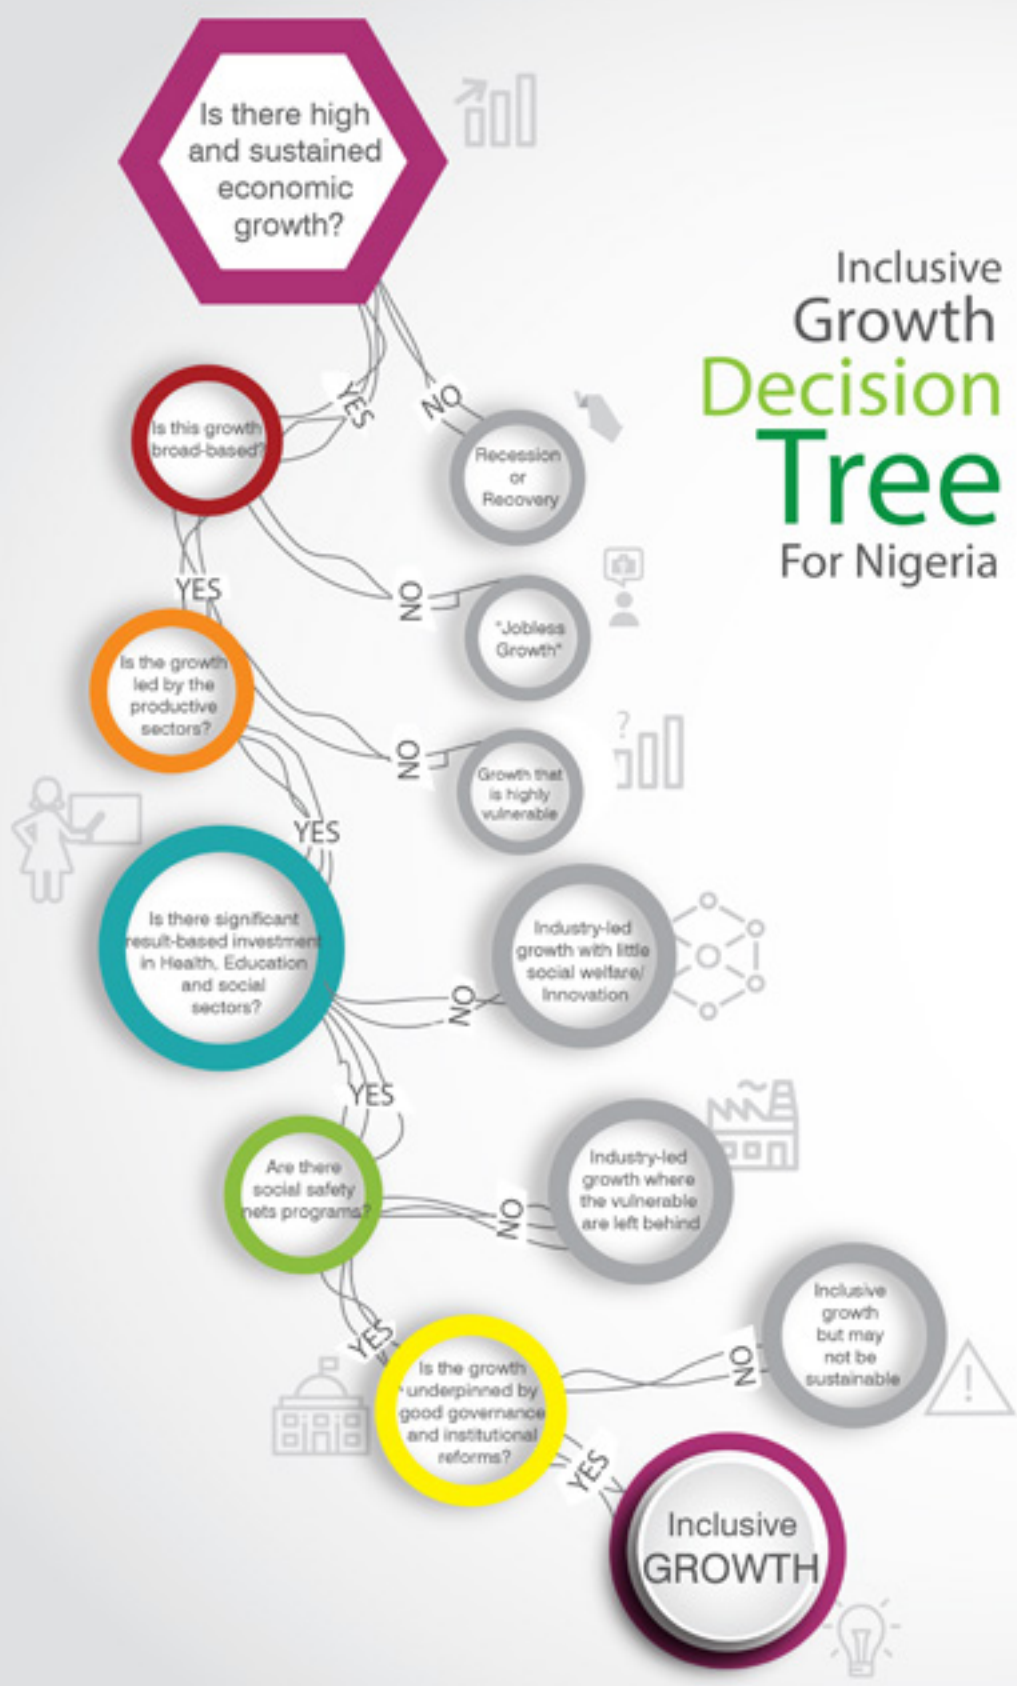 Is there high
and sustained
economic
growth?
Inclusive
Growth
Decision
Tree
For Nigeria
YES
NO
Is this growth
broad-based?
Recession
or
Recovery
YES
NO
"Jobless
Growth"
Is the growth
led by the
productive
sectors?
NO
Growth that
is highly
vulnerable
?
YES
Is there significant
result-based investment
in Health, Education
and social
sectors?
NO
Industry-led
growth with little
social welfare/
Innovation
YES
Are there
social safety
nets programs?
NO
Industry-led
growth where
the vulnerable
are left behind
YES
Is the growth
underpinned by
good governance
and institutional
reforms?
NO
Inclusive
growth
but may
not be
sustainable
!
YES
Inclusive
GROWTH